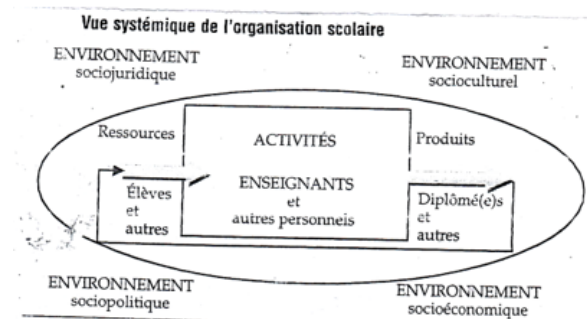 Vue systémique de l'organisation scolaire
ENVIRONNEMENT
sociojuridique
ENVIRONNEMENT
socioculturel
Ressources
ACTIVITÉS
Produits
Élèves
et
autres
ENSEIGNANTS
et
autres personnels
Diplômé(e)s
et
autres
ENVIRONNEMENT
sociopolitique
ENVIRONNEMENT
socioéconomique